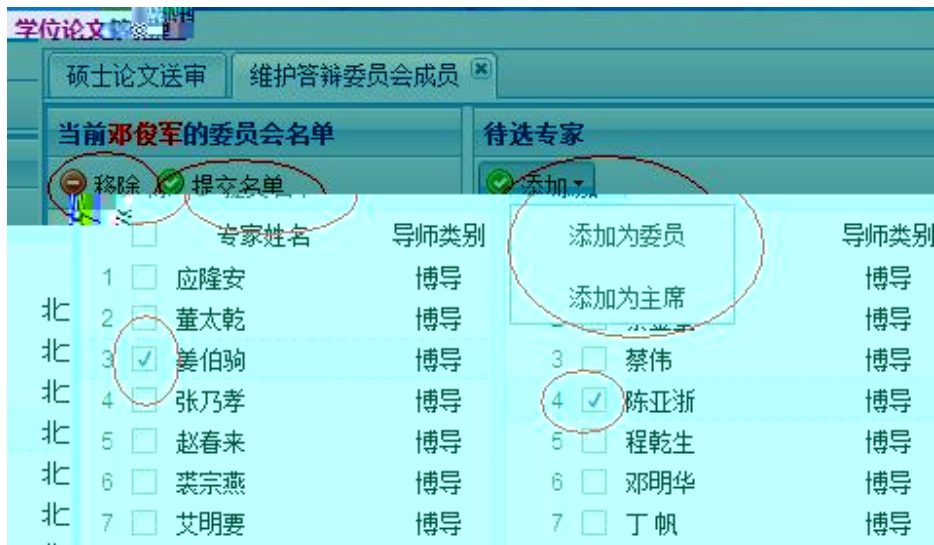 学位论文
硕士论文送审 维护答辩委员会成员
当前邓俊军的委员会名单 待选专家
移除 提交名单 添加
专家姓名 导师类别 添加为委员 导师类别
1 应隆安 博导 博导
添加为主席
北 2 董太乾 博导 博导
北 3 姜伯驹 博导 3 蔡伟 博导
北 4 张乃孝 博导 4 陈亚浙 博导
北 5 赵春来 博导 5 程乾生 博导
北 6 裘宗燕 博导 6 邓明华 博导
北 7 艾明要 博导 7 丁帆 博导